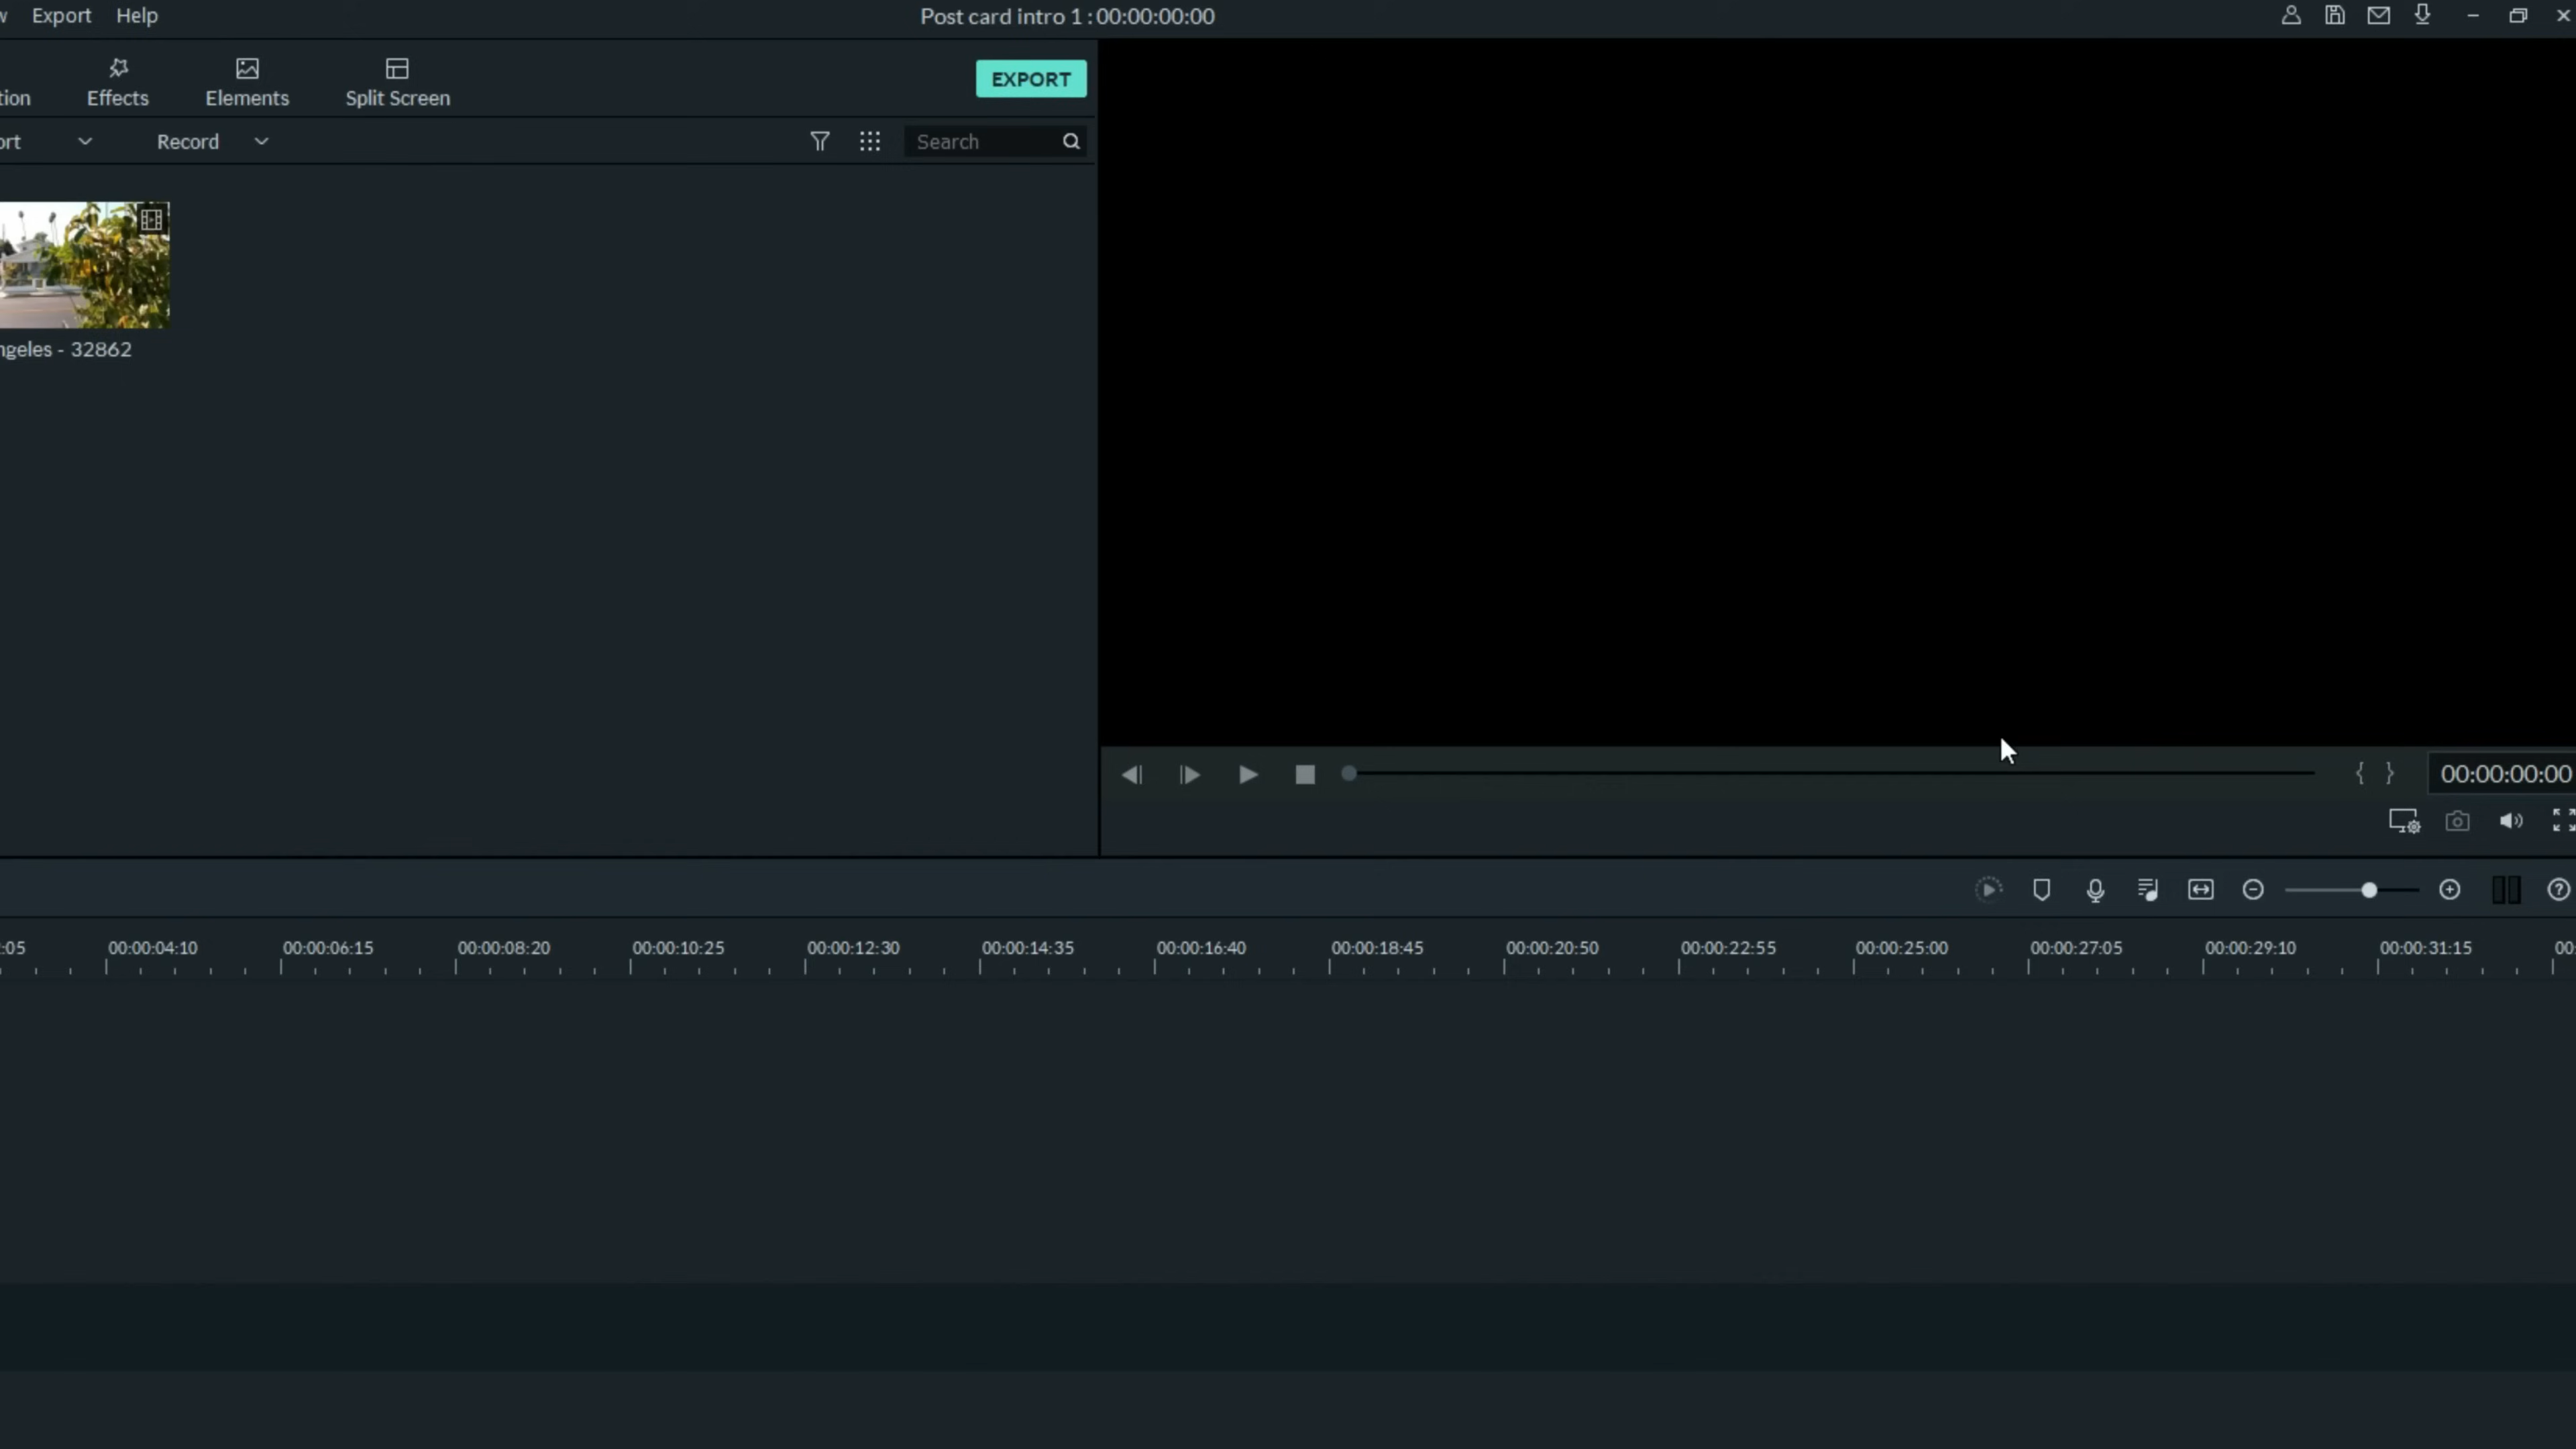 Export Help
Post card intro 1 : 00:00:00:00
tion Effects Elements Split Screen
EXPORT
ort Record
Search
ngeles - 32862
00:00:00:00
:05 00:00:04:10 00:00:06:15 00:00:08:20 00:00:10:25 00:00:12:30 00:00:14:35 00:00:16:40 00:00:18:45 00:00:20:50 00:00:22:55 00:00:25:00 00:00:27:05 00:00:29:10 00:00:31:15 00: